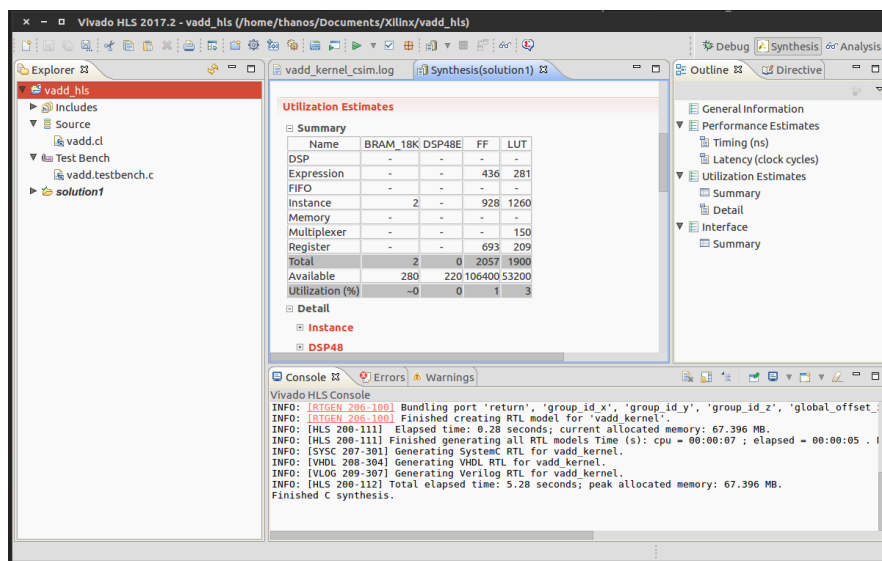 Vivado HLS 2017.2 - vadd_hls (/home/thanos/Documents/Xilinx/vadd_hls)
Debug Synthesis Analysis
Explorer
vadd_hls
Includes
Source
vadd.cl
Test Bench
vadd.testbench.c
solution1
vadd_kernel_csim.log Synthesis(solution1)
Utilization Estimates
Summary
Name BRAM_18K DSP48E FF LUT
DSP - - - -
Expression - - 436 281
FIFO - - - -
Instance 2 - 928 1260
Memory - - - -
Multiplexer - - - 150
Register - - 693 209
Total 2 0 2057 1900
Available 280 220 106400 53200
Utilization (%) ~0 0 1 3
Detail
Instance
DSP48
Outline Directive
General Information
Performance Estimates
Timing (ns)
Latency (clock cycles)
Utilization Estimates
Summary
Detail
Interface
Summary
Console Errors Warnings
Vivado HLS Console
INFO: [RTGEN 206-100] Bundling port 'return', 'group_id_x', 'group_id_y', 'group_id_z', 'global_offset_
INFO: [RTGEN 206-100] Finished creating RTL model for 'vadd_kernel'.
INFO: [HLS 200-111]  Elapsed time: 0.28 seconds; current allocated memory: 67.396 MB.
INFO: [HLS 200-111] Finished generating all RTL models Time (s): cpu = 00:00:07 ; elapsed = 00:00:05 .
INFO: [SYSC 207-301] Generating SystemC RTL for vadd_kernel.
INFO: [VHDL 208-304] Generating VHDL RTL for vadd_kernel.
INFO: [VLOG 209-307] Generating Verilog RTL for vadd_kernel.
INFO: [HLS 200-112] Total elapsed time: 5.28 seconds; peak allocated memory: 67.396 MB.
Finished C synthesis.